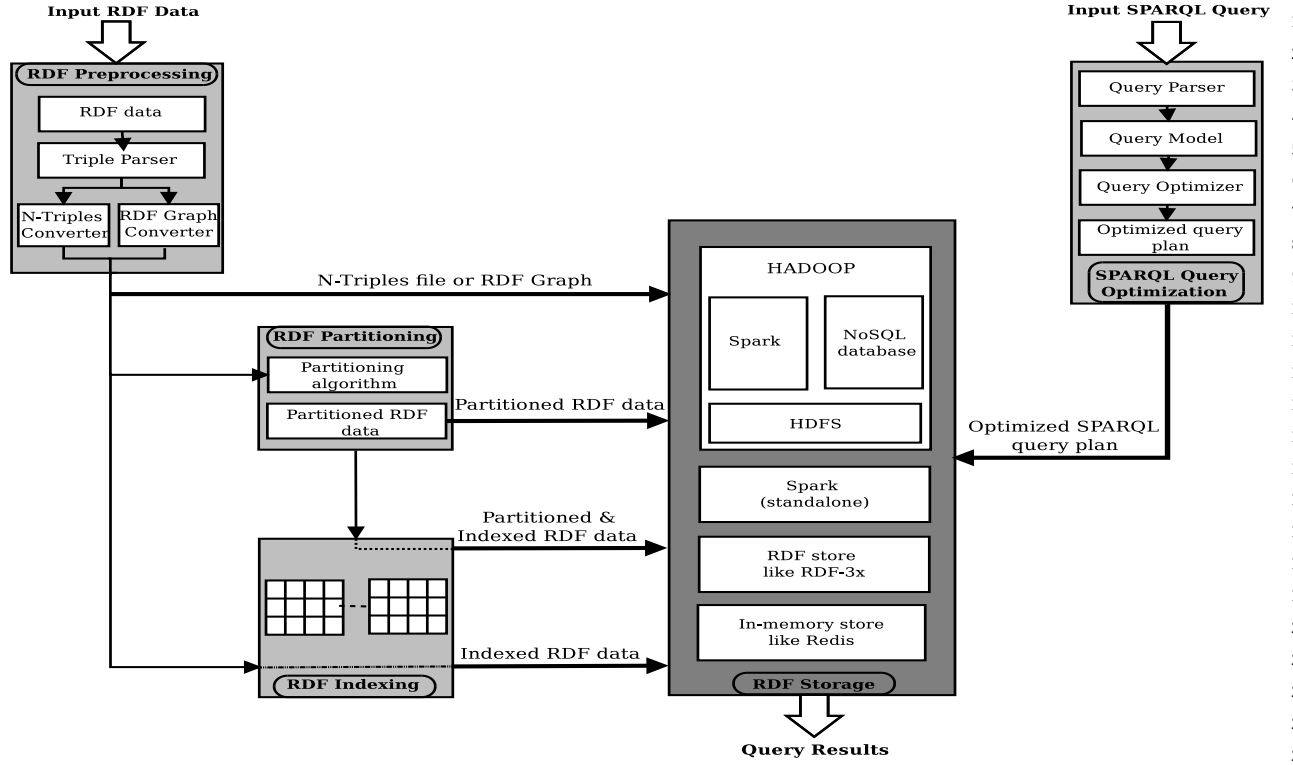 Input RDF Data
RDF Preprocessing
RDF data
Triple Parser
N-Triples
Converter
RDF Graph
Converter
N-Triples file or RDF Graph
RDF Partitioning
Partitioning
algorithm
Partitioned RDF
data
Partitioned RDF data
Partitioned &
Indexed RDF data
RDF Indexing
Indexed RDF data
HADOOP
Spark
NoSQL
database
HDFS
Spark
(standalone)
RDF store
like RDF-3x
In-memory store
like Redis
RDF Storage
Query Results
Input SPARQL Query
Query Parser
Query Model
Query Optimizer
Optimized query
plan
SPARQL Query
Optimization
Optimized SPARQL
query plan